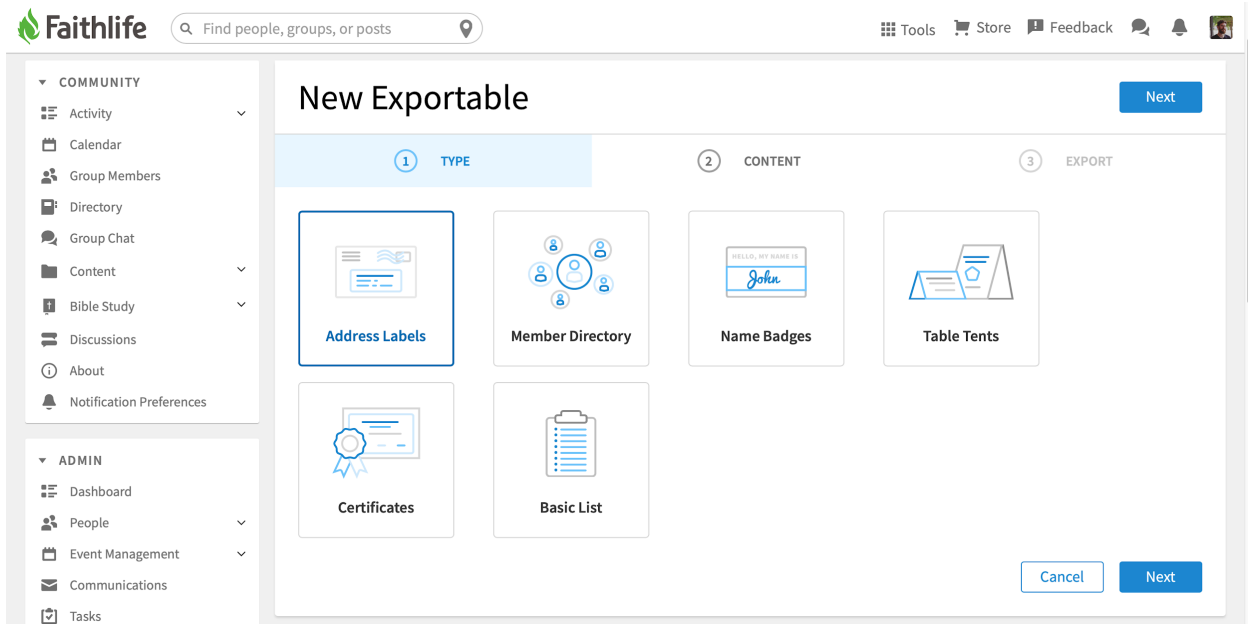 Faithlife
Find people, groups, or posts
Tools
Store
Feedback
COMMUNITY
Activity
Calendar
Group Members
Directory
Group Chat
Content
Bible Study
Discussions
About
Notification Preferences
ADMIN
Dashboard
People
Event Management
Communications
Tasks
New Exportable
Next
1 TYPE
2 CONTENT
3 EXPORT
Address Labels
Member Directory
HELLO, MY NAME IS
John
Name Badges
Table Tents
Certificates
Basic List
Cancel
Next